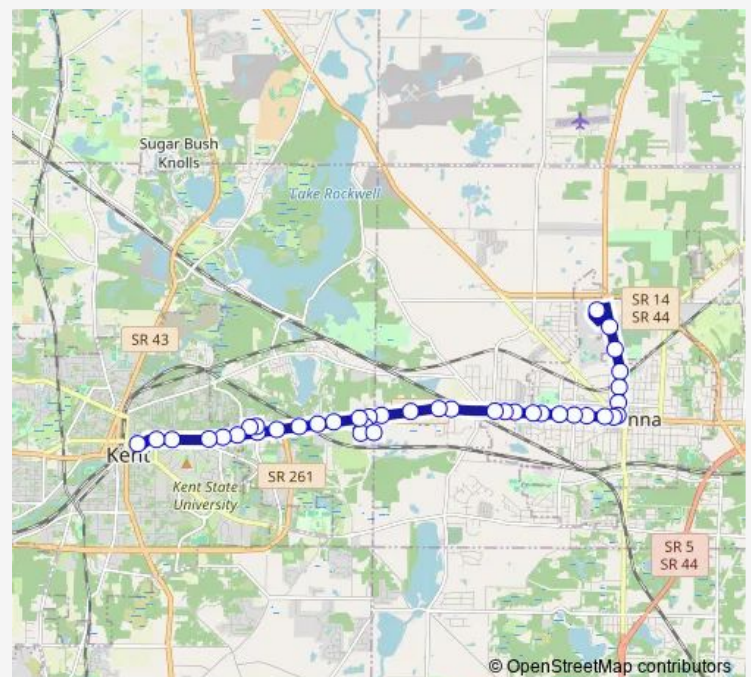 Sugar Bush
Knolls
Lake Rockwell
SR 14
SR 44
SR 43
nna
Kent
SR 261
Kent State
University
SR 5
SR 44
© OpenStreetMap contributors